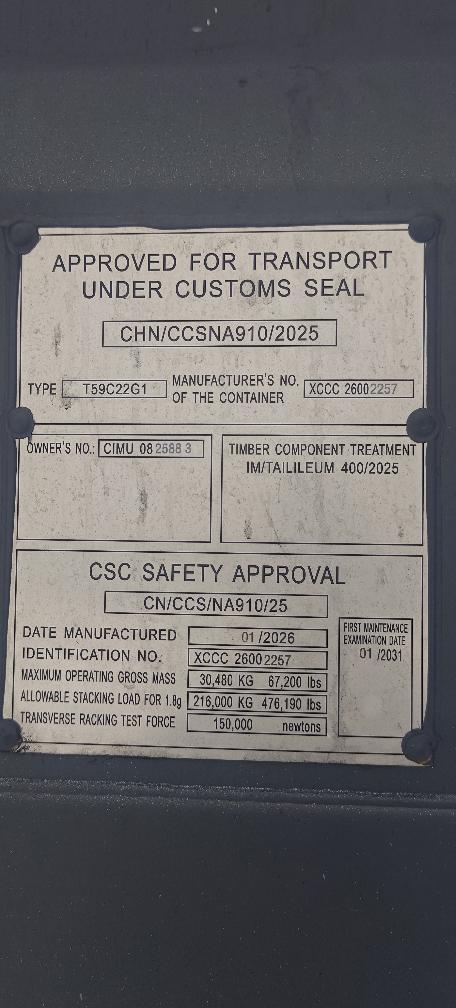 APPROVED FOR TRANSPORT
UNDER CUSTOMS SEAL
CHN/CCSNA910/2025
TYPE T59C22G1 MANUFACTURER'S NO. OF THE CONTAINER XCCC 26002257
OWNER'S NO.: CIMU 082588 3
TIMBER COMPONENT TREATMENT
IM/TAILILEUM 400/2025
CSC SAFETY APPROVAL
CN/CCS/NA910/25
DATE MANUFACTURED 01/2026
IDENTIFICATION NO. XCCC 26002257
MAXIMUM OPERATING GROSS MASS 30,480 KG 67,200 lbs
ALLOWABLE STACKING LOAD FOR 1.8g 216,000 KG 476,190 lbs
TRANSVERSE RACKING TEST FORCE 150,000 newtons
FIRST MAINTENANCE
EXAMINATION DATE
01 /2031